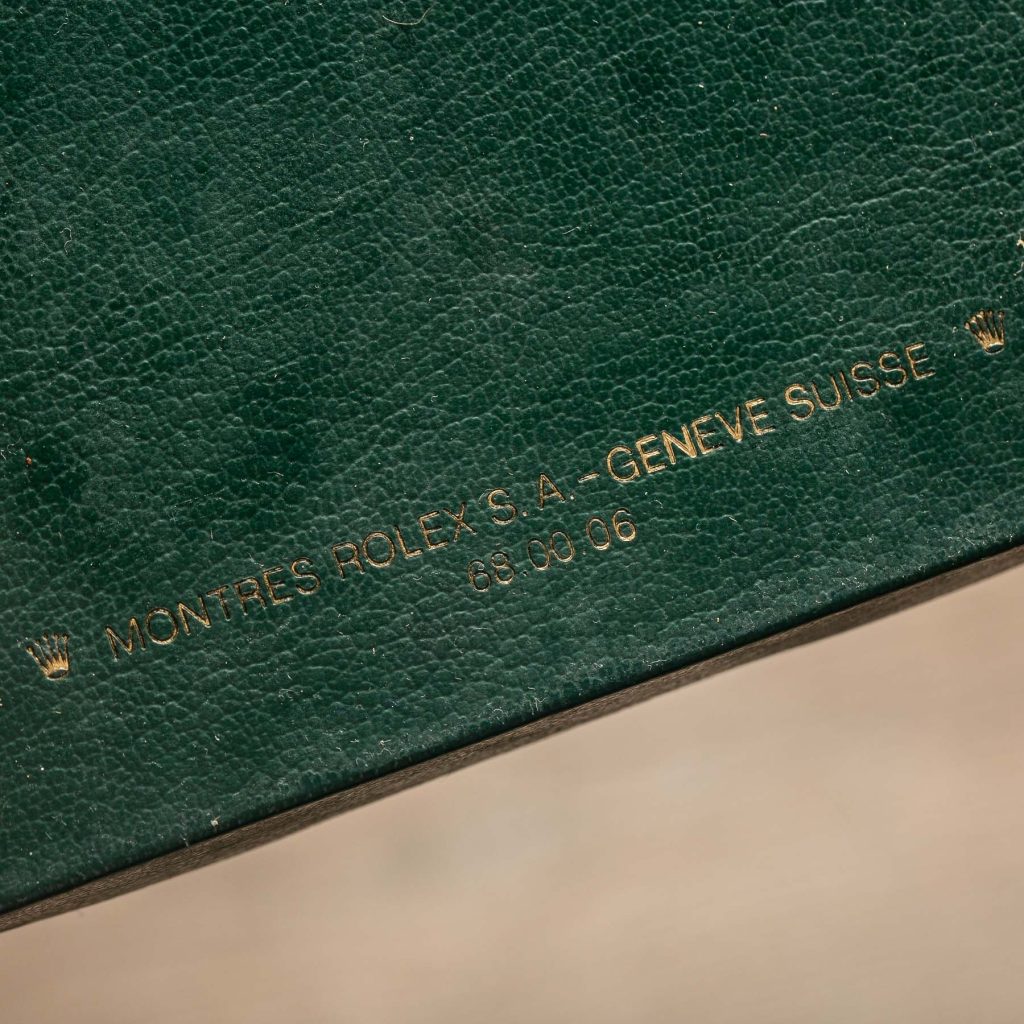 MONTRES ROLEX S. A. - GENEVE SUISSE
68.00.06